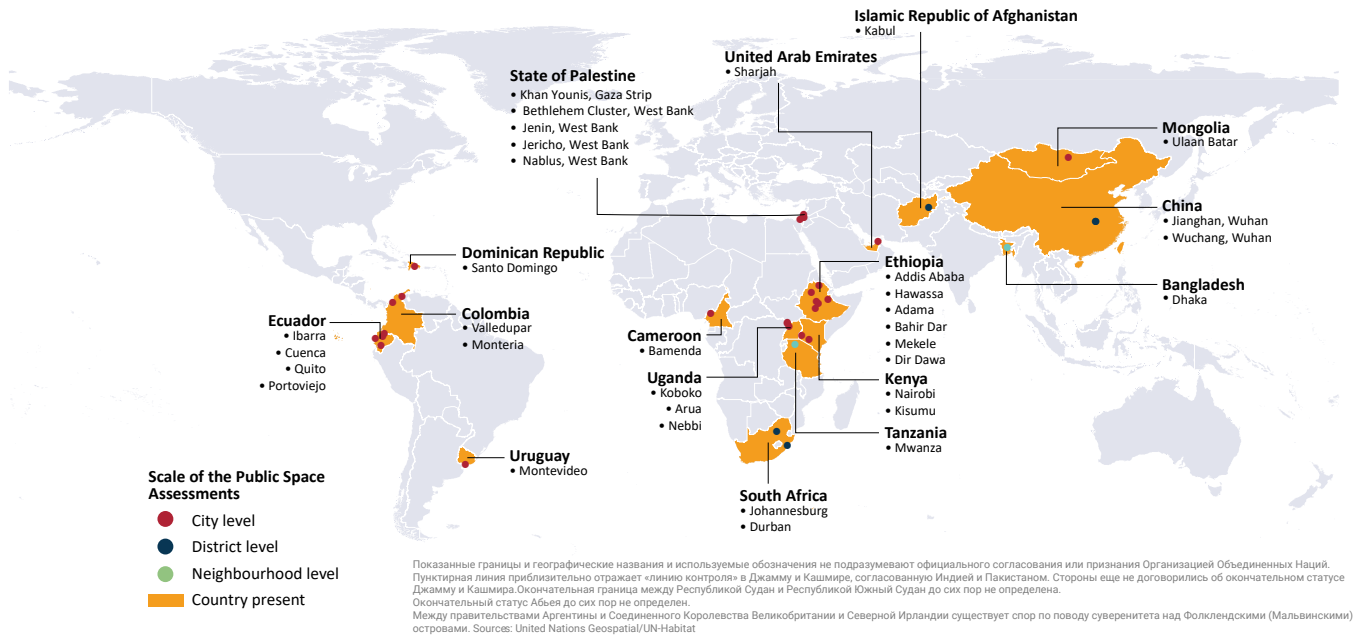 Islamic Republic of Afghanistan
• Kabul
United Arab Emirates
• Sharjah
State of Palestine
• Khan Younis, Gaza Strip
• Bethlehem Cluster, West Bank
• Jenin, West Bank
• Jericho, West Bank
• Nablus, West Bank
Mongolia
• Ulaan Batar
China
• Jianghan, Wuhan
• Wuchang, Wuhan
Dominican Republic
• Santo Domingo
Ethiopia
• Addis Ababa
• Hawassa
• Adama
• Bahir Dar
• Mekele
• Dir Dawa
Bangladesh
• Dhaka
Ecuador
• Ibarra
• Cuenca
• Quito
• Portoviejo
Colombia
• Valledupar
• Monteria
Cameroon
• Bamenda
Uganda
• Koboko
• Arua
• Nebbi
Kenya
• Nairobi
• Kisumu
Tanzania
• Mwanza
Uruguay
• Montevideo
South Africa
• Johannesburg
• Durban
Scale of the Public Space
Assessments
City level
District level
Neighbourhood level
Country present
Показанные границы и географические названия и используемые обозначения не подразумевают официального согласования или признания Организацией Объединенных Наций.
Пунктирная линия приблизительно отражает «линию контроля» в Джамму и Кашмире, согласованную Индией и Пакистаном. Стороны еще не договорились об окончательном статусе
Джамму и Кашмира.Окончательная граница между Республикой Судан и Республикой Южный Судан до сих пор не определена.
Окончательный статус Абьея до сих пор не определен.
Между правительствами Аргентины и Соединенного Королевства Великобритании и Северной Ирландии существует спор по поводу суверенитета над Фолклендскими (Мальвинскими)
островами. Sources: United Nations Geospatial/UN-Habitat